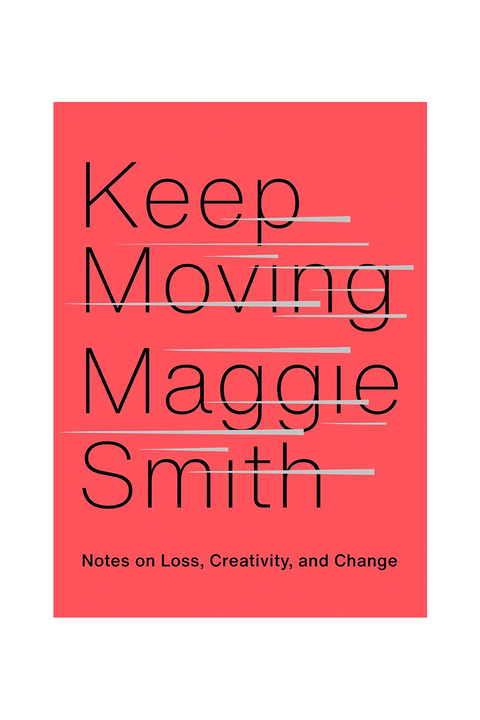 Keep
Moving
Maggie
Smith
Notes on Loss, Creativity, and Change